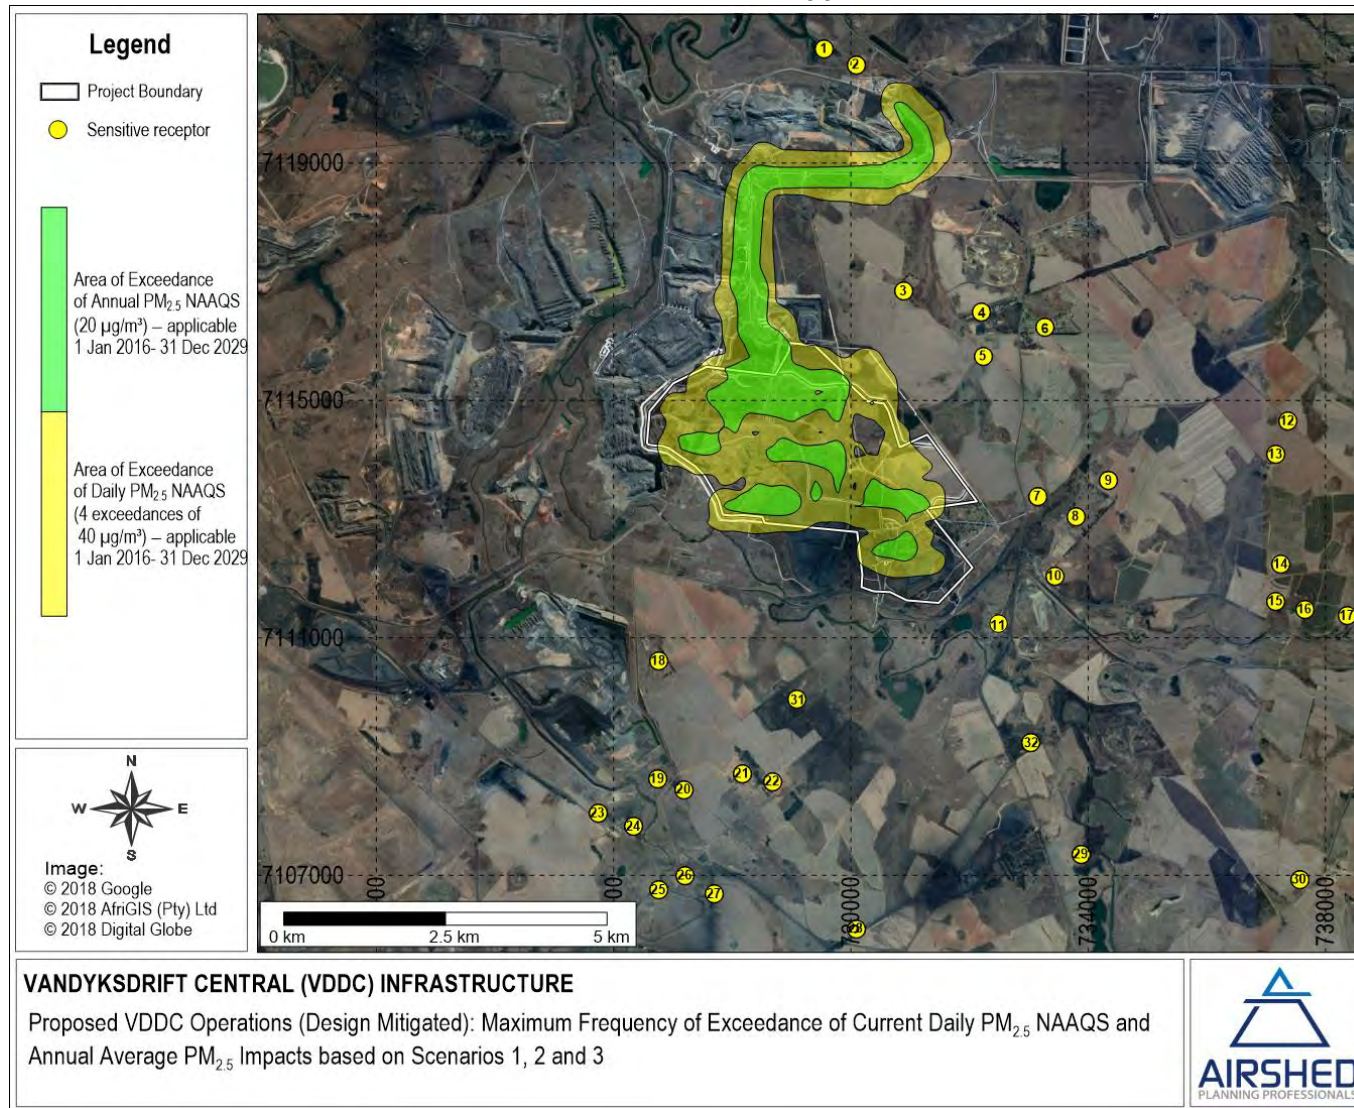 Legend
Project Boundary
Sensitive receptor
Area of Exceedance
of Annual PM2.5 NAAQS
(20 µg/m³) – applicable
1 Jan 2016- 31 Dec 2029
Area of Exceedance
of Daily PM2.5 NAAQS
(4 exceedances of
40 µg/m³) – applicable
1 Jan 2016- 31 Dec 2029
N
W E
S
Image:
© 2018 Google
© 2018 AfriGIS (Pty) Ltd
© 2018 Digital Globe
1
2
7119000
3
4
6
5
7115000
12
13
9
7
8
14
10
15
16
17
11
7111000
18
31
32
21
19
22
20
23
24
29
7107000
26
30
25
27
28
730000
734000
738000
0 km 2.5 km 5 km
VANDYKSDRIFT CENTRAL (VDDC) INFRASTRUCTURE
Proposed VDDC Operations (Design Mitigated): Maximum Frequency of Exceedance of Current Daily PM2.5 NAAQS and
Annual Average PM2.5 Impacts based on Scenarios 1, 2 and 3
AIRSHED
PLANNING PROFESSIONALS